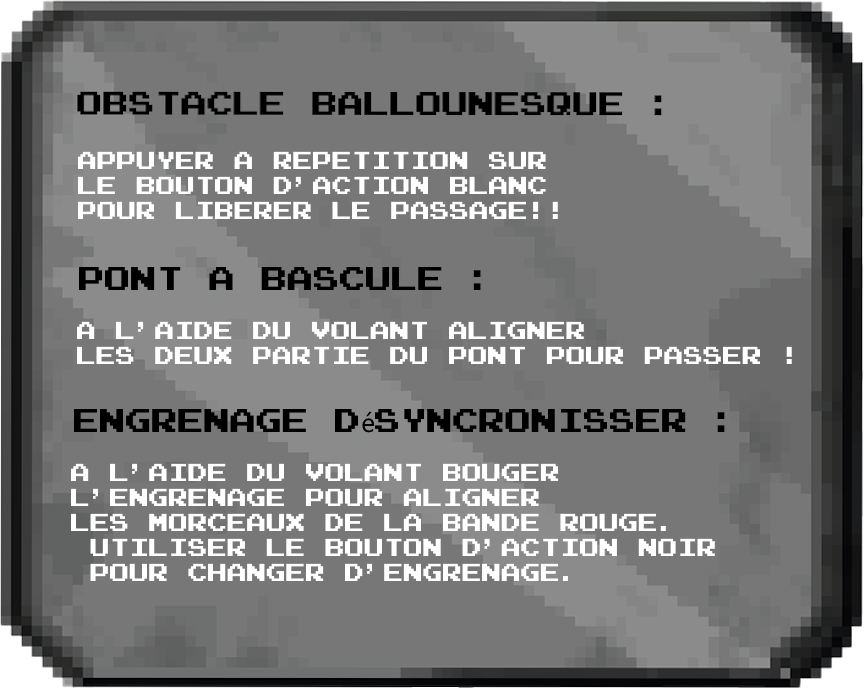 OBSTACLE BALLOUNESQUE :
APPUYER A REPETITION SUR
LE BOUTON D'ACTION BLANC
POUR LIBERER LE PASSAGE!!
PONT A BASCULE :
A L'AIDE DU VOLANT ALIGNER
LES DEUX PARTIE DU PONT POUR PASSER !
ENGRENAGE DéSYNCRONISSER :
A L'AIDE DU VOLANT BOUGER
L'ENGRENAGE POUR ALIGNER
LES MORCEAUX DE LA BANDE ROUGE.
UTILISER LE BOUTON D'ACTION NOIR
POUR CHANGER D'ENGRENAGE.